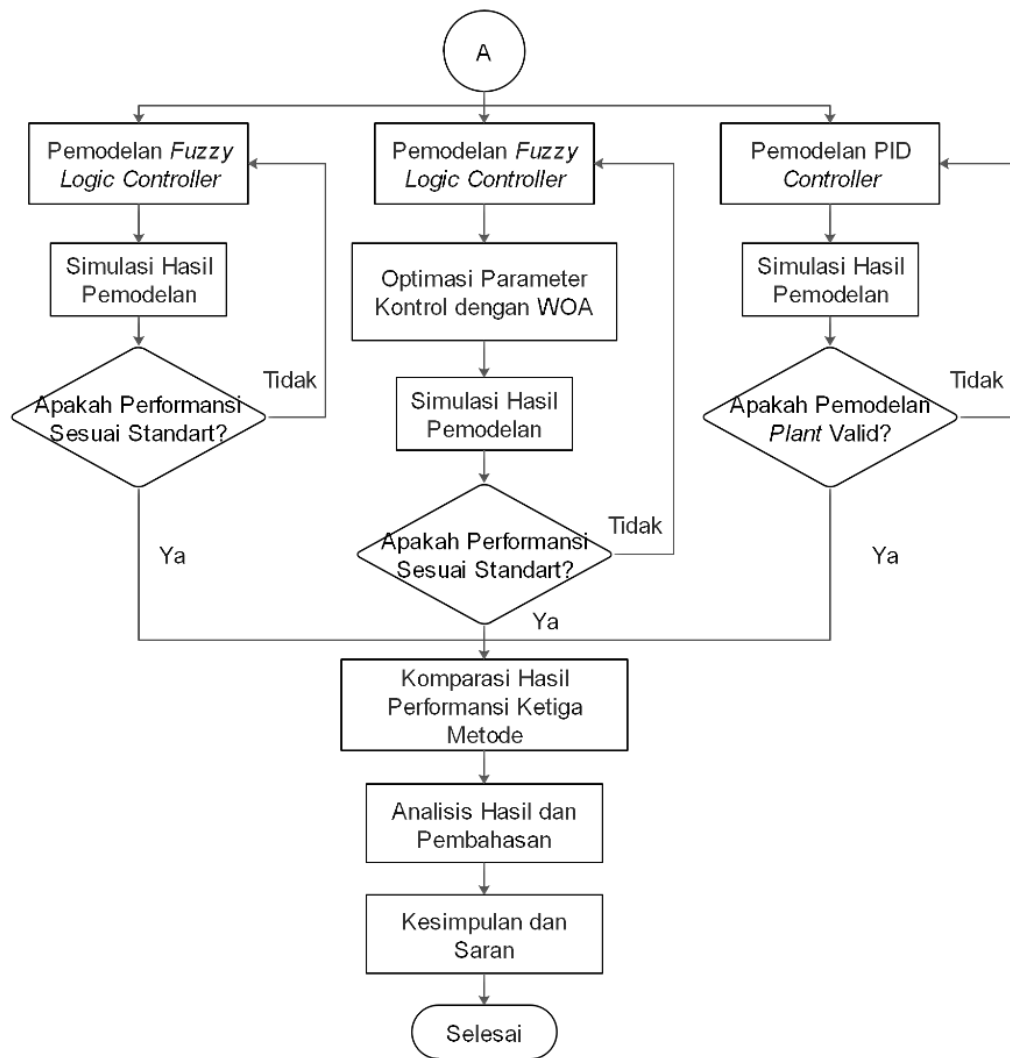 A
Pemodelan Fuzzy
Logic Controller
Simulasi Hasil
Pemodelan
Apakah Performansi
Sesuai Standart?
Tidak
Ya
Pemodelan Fuzzy
Logic Controller
Optimasi Parameter
Kontrol dengan WOA
Simulasi Hasil
Pemodelan
Apakah Performansi
Sesuai Standart?
Tidak
Ya
Pemodelan PID
Controller
Simulasi Hasil
Pemodelan
Apakah Pemodelan
Plant Valid?
Tidak
Ya
Komparasi Hasil
Performansi Ketiga
Metode
Analisis Hasil dan
Pembahasan
Kesimpulan dan
Saran
Selesai